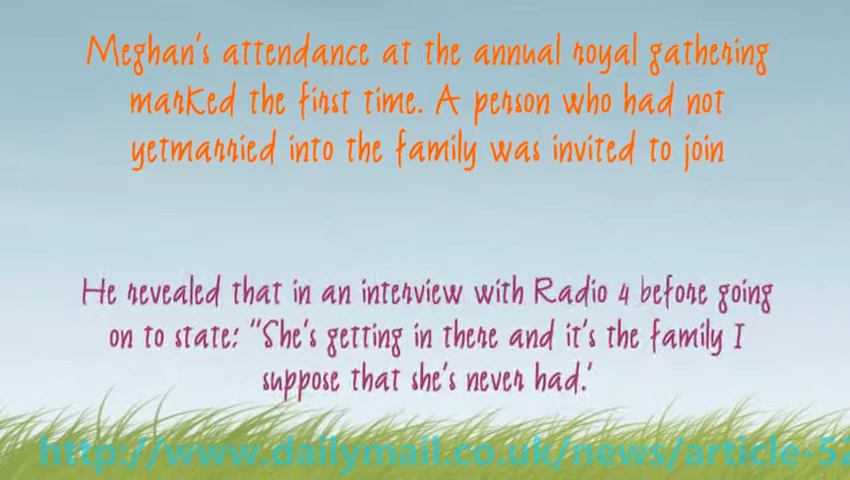 Meghan's attendance at the annual royal gathering
marked the first time. A person who had not
yetmarried into the family was invited to join
He revealed that in an interview with Radio 4 before going
on to state: "She's getting in there and it's the family I
suppose that she's never had.'
http://www.dailymail.co.uk/news/article-52